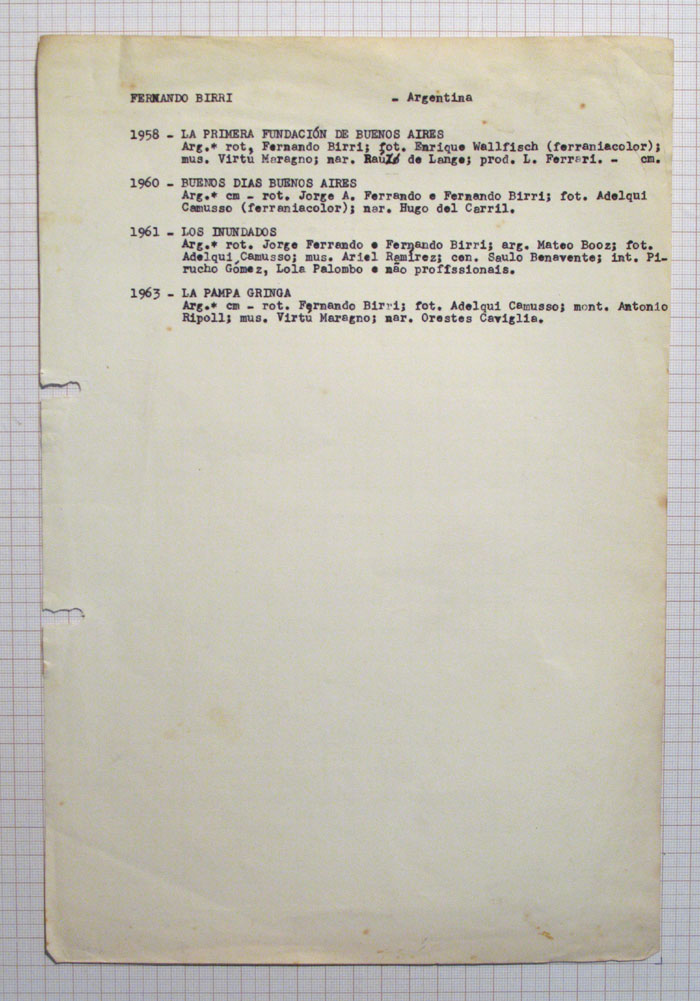 FERNANDO BIRRI - Argentina
1958 - LA PRIMERA FUNDACIÓN DE BUENOS AIRES
Arg.* rot, Fernando Birri; fot. Enrique Wallfisch (ferraniacolor);
mus. Virtú Maragno; nar. Raúl de Lange; prod. L. Ferrari. - cm.
1960 - BUENOS DIAS BUENOS AIRES
Arg.* cm - rot. Jorge A. Ferrando e Fernando Birri; fot. Adelqui
Camusso (ferraniacolor); nar. Hugo del Carril.
1961 - LOS INUNDADOS
Arg.* rot. Jorge Ferrando e Fernando Birri; arg. Mateo Booz; fot.
Adelqui Camusso; mus. Ariel Ramírez; cen. Saulo Benavente; int. Pi-
rucho Gómez, Lola Palombo e não proffssionais.
1963 - LA PAMPA GRINGA
Arg.* cm - rot. Fernando Birri; fot. Adelqui Camusso; mont. Antonio
Ripoll; mus. Virtú Maragno; nar. Orestes Caviglia.